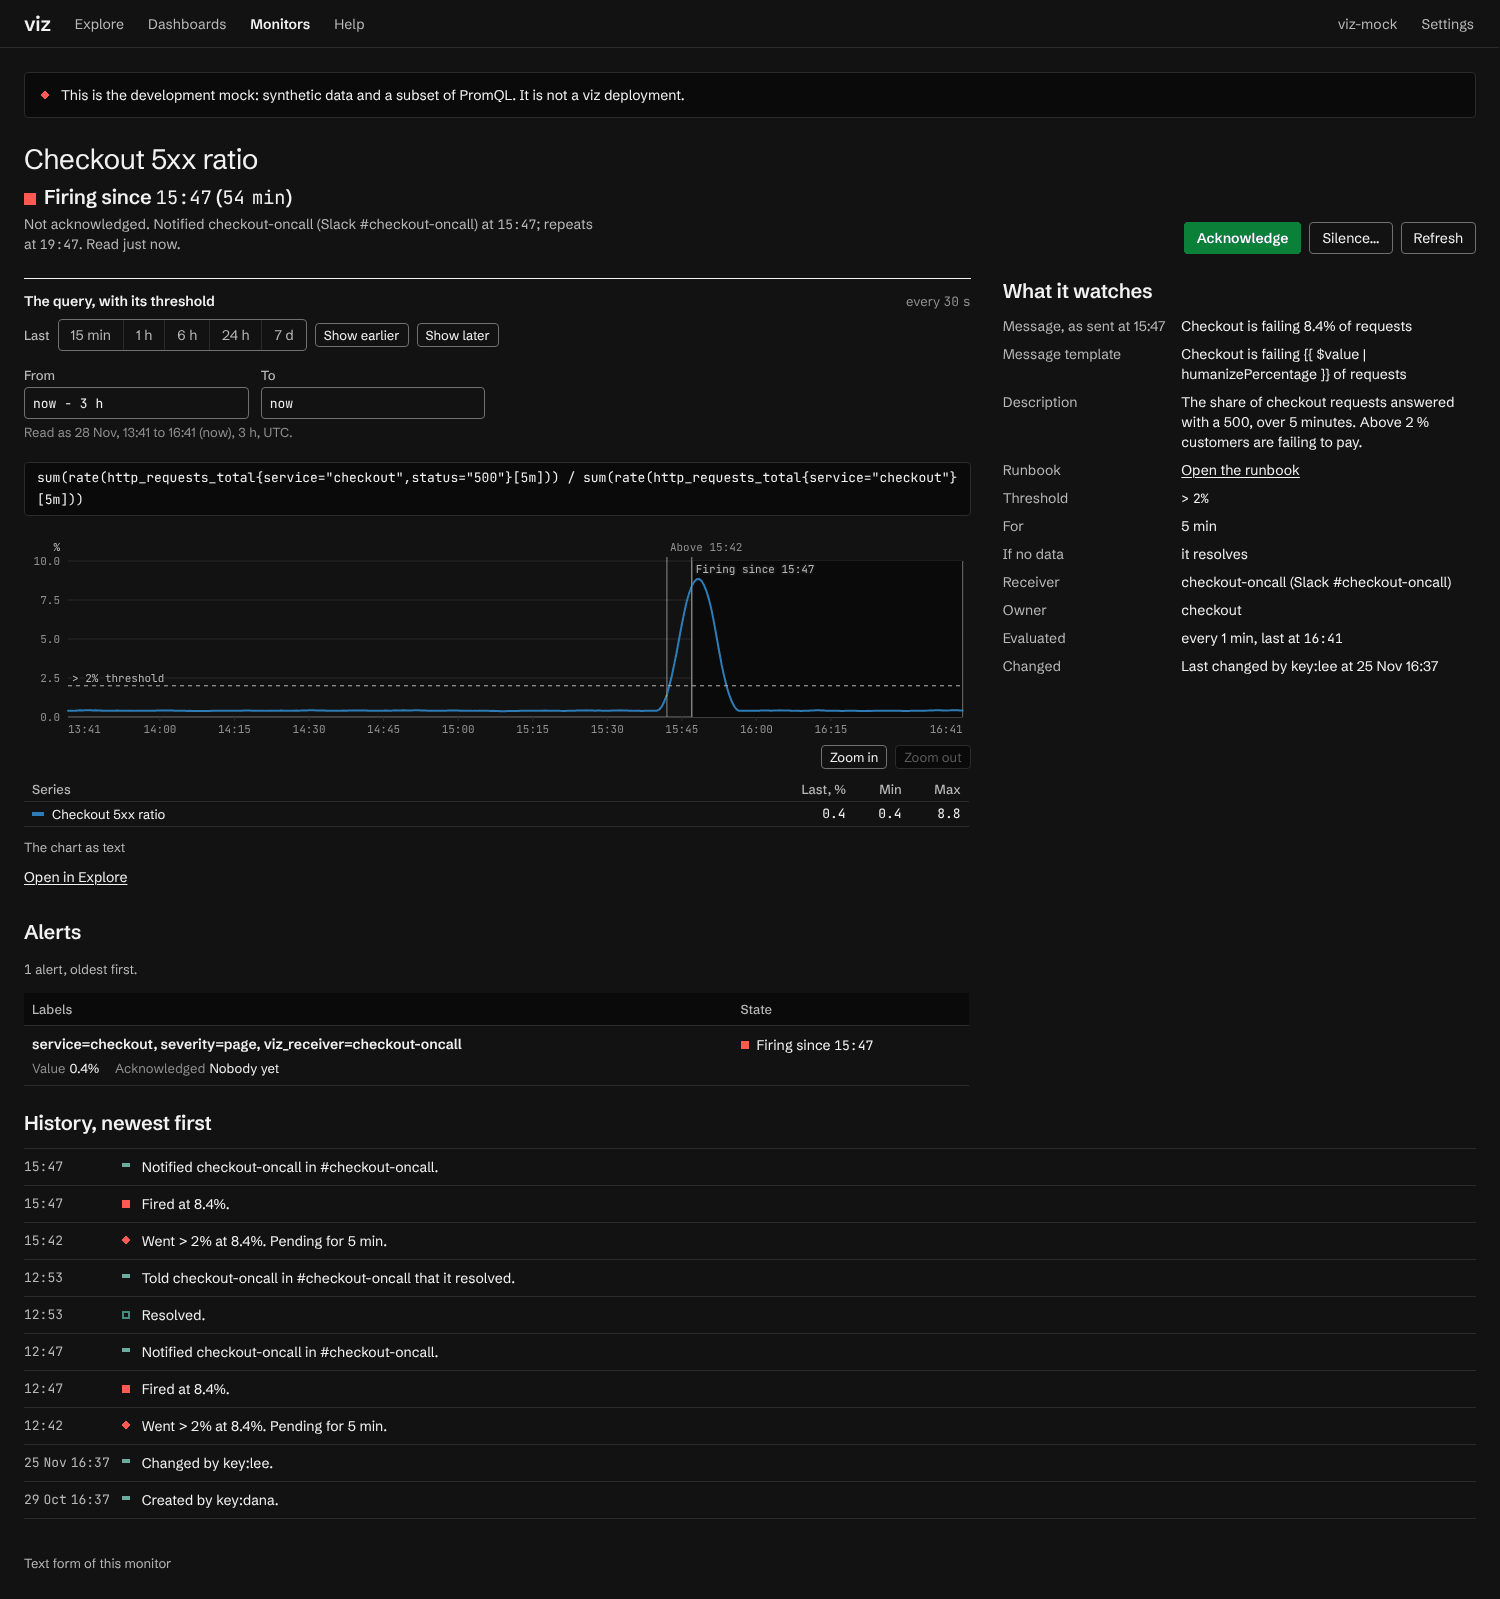 viz Explore Dashboards Monitors Help viz-mock Settings
This is the development mock: synthetic data and a subset of PromQL. It is not a viz deployment.
Checkout 5xx ratio
Firing since 15:47 (54 min)
Not acknowledged. Notified checkout-oncall (Slack #checkout-oncall) at 15:47; repeats
at 19:47. Read just now.
Acknowledge Silence... Refresh
The query, with its threshold every 30 s
Last 15 min 1 h 6 h 24 h 7 d Show earlier Show later
From To
now - 3 h now
Read as 28 Nov, 13:41 to 16:41 (now), 3 h, UTC.
sum(rate(http_requests_total{service="checkout",status="500"}[5m])) / sum(rate(http_requests_total{service="checkout"}
[5m]))
% Above 15:42
10.0 Firing since 15:47
7.5
5.0
2.5 > 2% threshold
0.0
13:41 14:00 14:15 14:30 14:45 15:00 15:15 15:30 15:45 16:00 16:15 16:41
Zoom in Zoom out
Series Last, % Min Max
Checkout 5xx ratio 0.4 0.4 8.8
The chart as text
Open in Explore
What it watches
Message, as sent at 15:47 Checkout is failing 8.4% of requests
Message template Checkout is failing {{ $value |
humanizePercentage }} of requests
Description The share of checkout requests answered
with a 500, over 5 minutes. Above 2 %
customers are failing to pay.
Runbook Open the runbook
Threshold > 2%
For 5 min
If no data it resolves
Receiver checkout-oncall (Slack #checkout-oncall)
Owner checkout
Evaluated every 1 min, last at 16:41
Changed Last changed by key:lee at 25 Nov 16:37
Alerts
1 alert, oldest first.
Labels State
service=checkout, severity=page, viz_receiver=checkout-oncall Firing since 15:47
Value 0.4% Acknowledged Nobody yet
History, newest first
15:47 Notified checkout-oncall in #checkout-oncall.
15:47 Fired at 8.4%.
15:42 Went > 2% at 8.4%. Pending for 5 min.
12:53 Told checkout-oncall in #checkout-oncall that it resolved.
12:53 Resolved.
12:47 Notified checkout-oncall in #checkout-oncall.
12:47 Fired at 8.4%.
12:42 Went > 2% at 8.4%. Pending for 5 min.
25 Nov 16:37 Changed by key:lee.
29 Oct 16:37 Created by key:dana.
Text form of this monitor